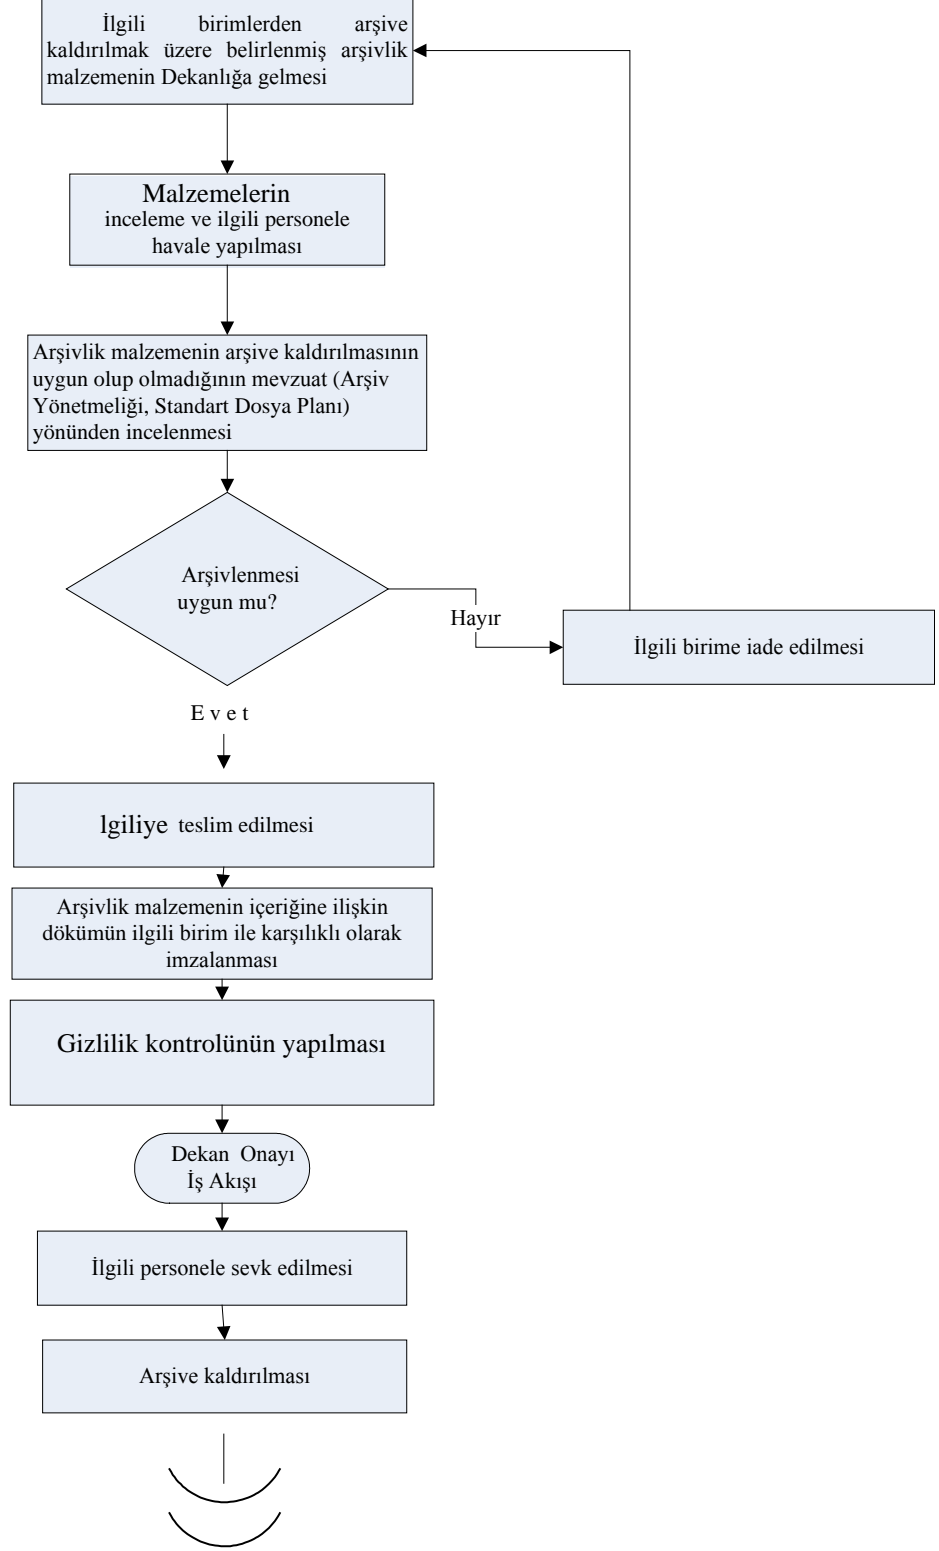 İlgili birimlerden arşive
kaldırılmak üzere belirlenmiş arşivlik
malzemenin Dekanlığa gelmesi
Malzemelerin
inceleme ve ilgili personele
havale yapılması
Arşivlik malzemenin arşive kaldırılmasının
uygun olup olmadığının mevzuat (Arşiv
Yönetmeliği, Standart Dosya Planı)
yönünden incelenmesi
Arşivlenmesi
uygun mu?
Hayır
İlgili birime iade edilmesi
E v e t
lgiliye teslim edilmesi
Arşivlik malzemenin içeriğine ilişkin
dökümün ilgili birim ile karşılıklı olarak
imzalanması
Gizlilik kontrolünün yapılması
Dekan Onayı
İş Akışı
İlgili personele sevk edilmesi
Arşive kaldırılması